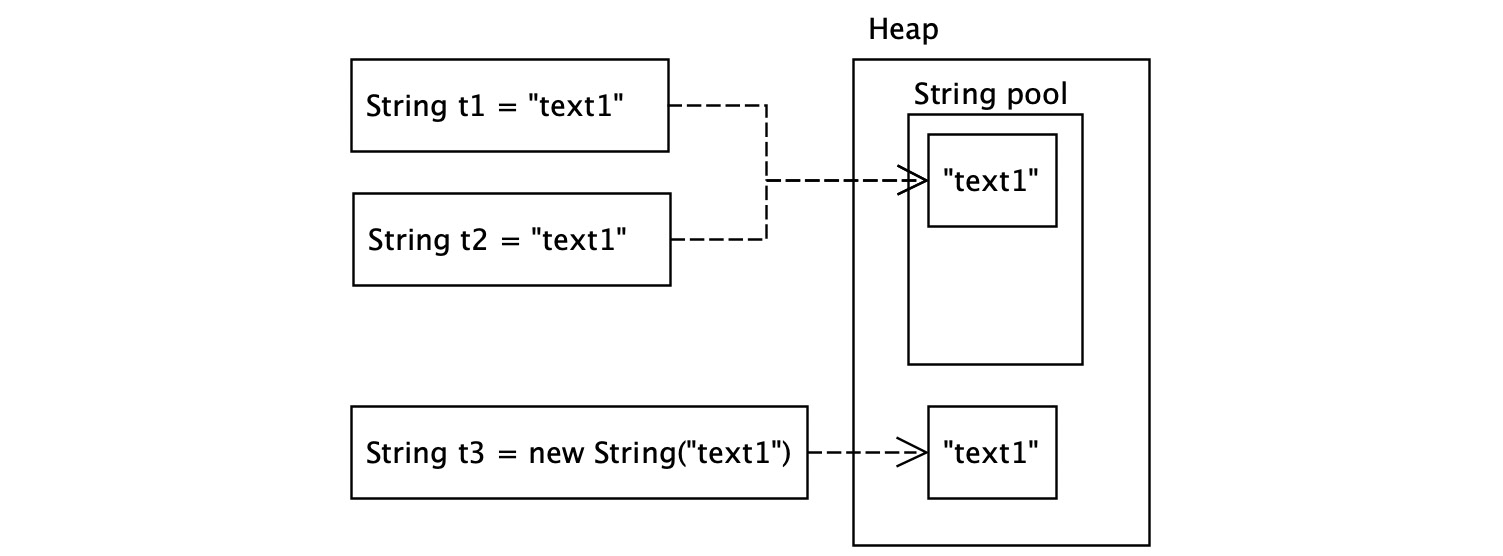 Heap
String pool
String t1 = "text1"
"text1"
String t2 = "text1"
String t3 = new String("text1")
"text1"